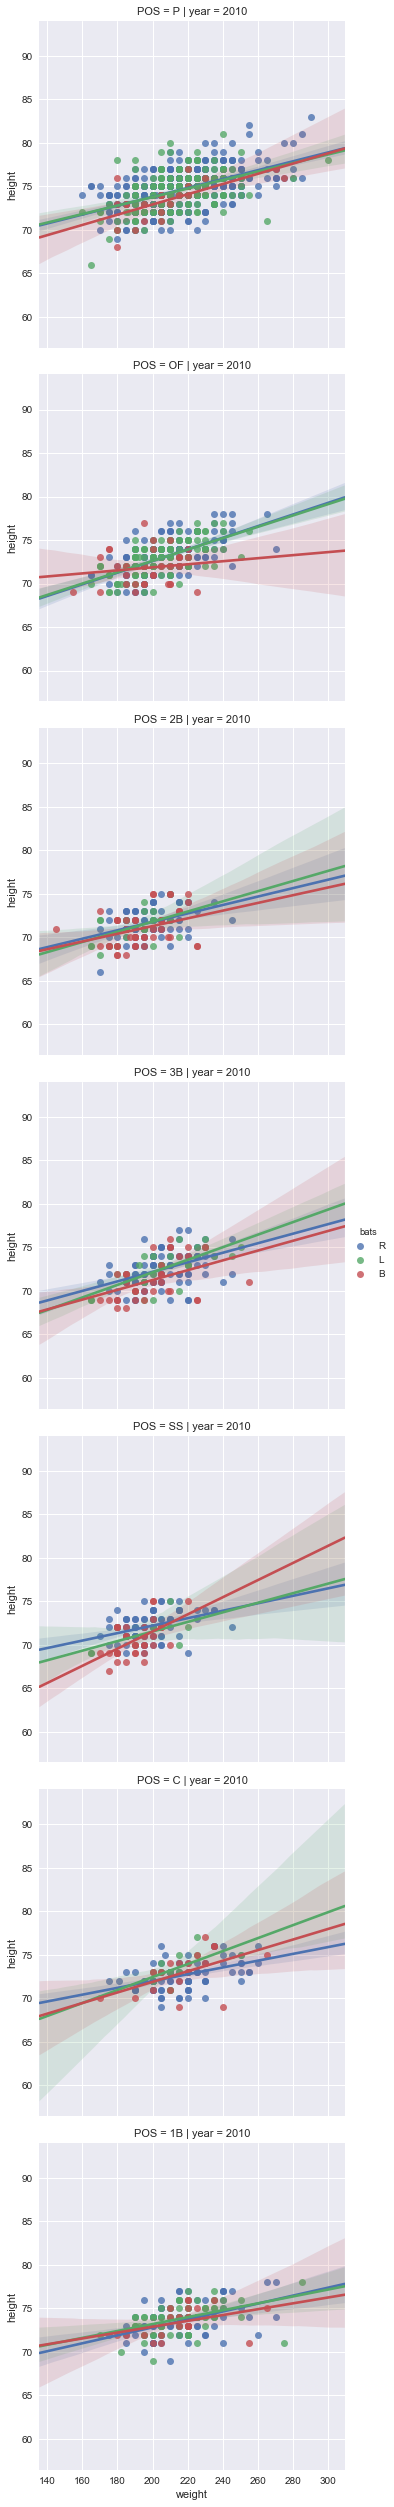 POS = P | year = 2010
90
85
80
75
70
65
60
height
POS = OF | year = 2010
90
85
80
75
70
65
60
height
POS = 2B | year = 2010
90
85
80
75
70
65
60
height
POS = 3B | year = 2010
90
85
80
75
70
65
60
height
bats
R
L
B
POS = SS | year = 2010
90
85
80
75
70
65
60
height
POS = C | year = 2010
90
85
80
75
70
65
60
height
POS = 1B | year = 2010
90
85
80
75
70
65
60
height
140 160 180 200 220 240 260 280 300
weight